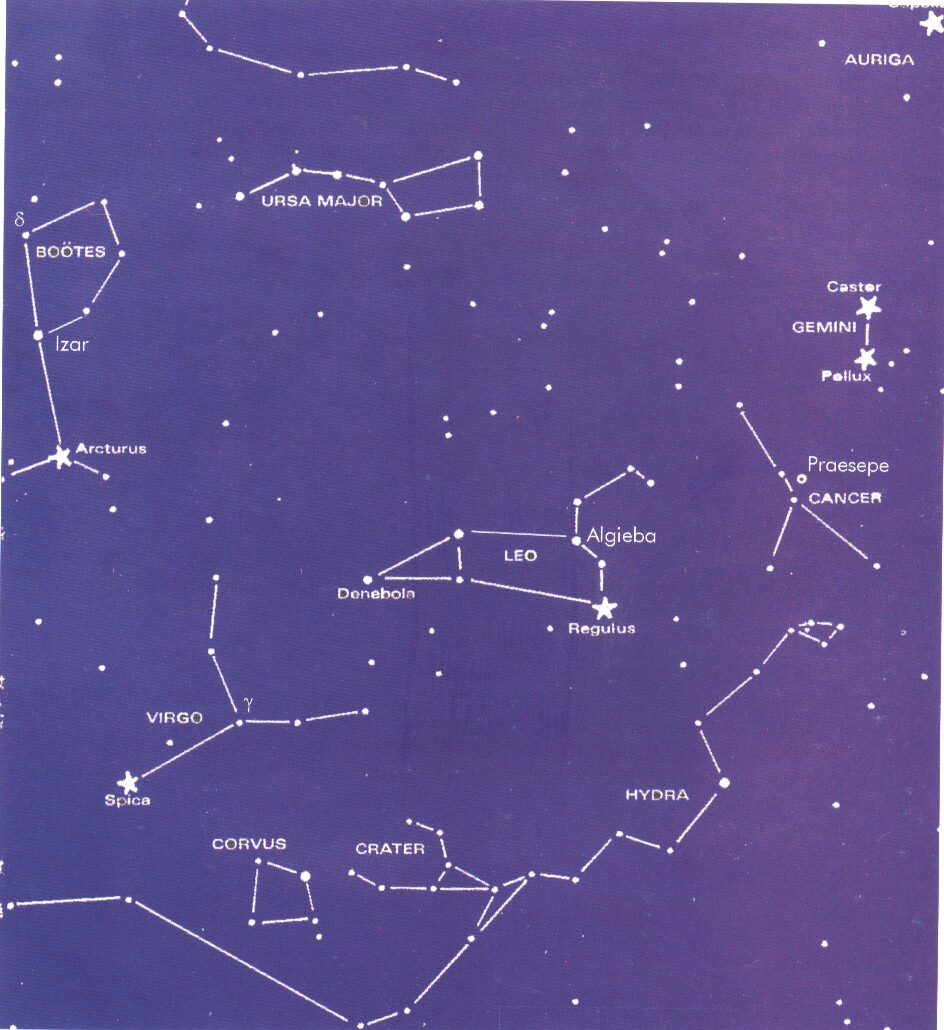 AURIGA
URSA MAJOR
δ
BOÖTES
Izar
Castor
GEMINI
Pollux
Arcturus
Praesepe
CANCER
Algieba
LEO
Denebola
Regulus
γ
VIRGO
Spica
HYDRA
CORVUS
CRATER